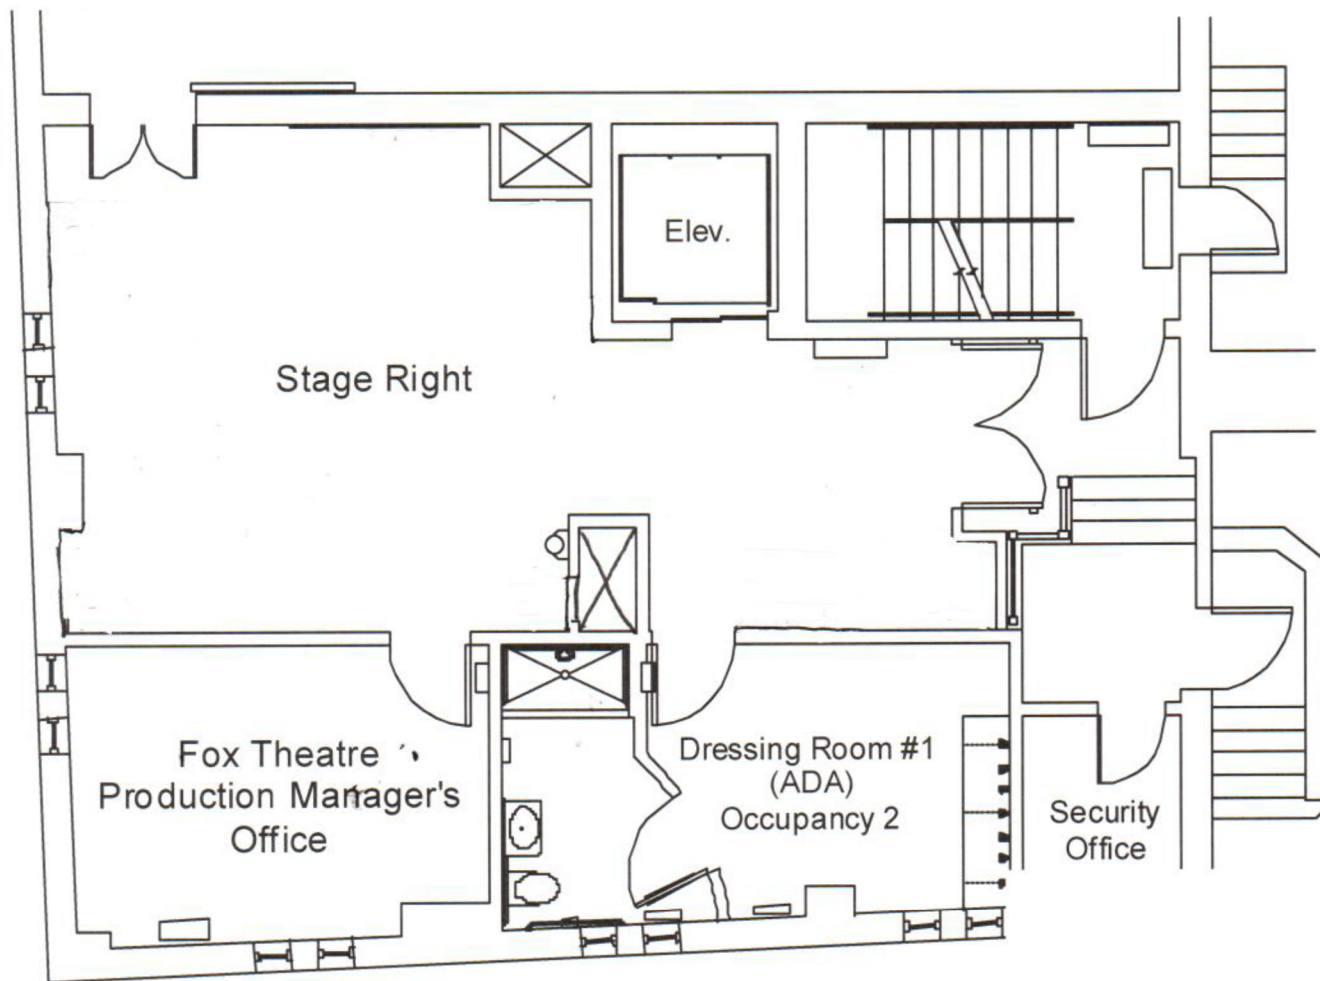 Elev.
Stage Right
Fox Theatre
Production Manager's
Office
Dressing Room #1
(ADA)
Occupancy 2
Security
Office